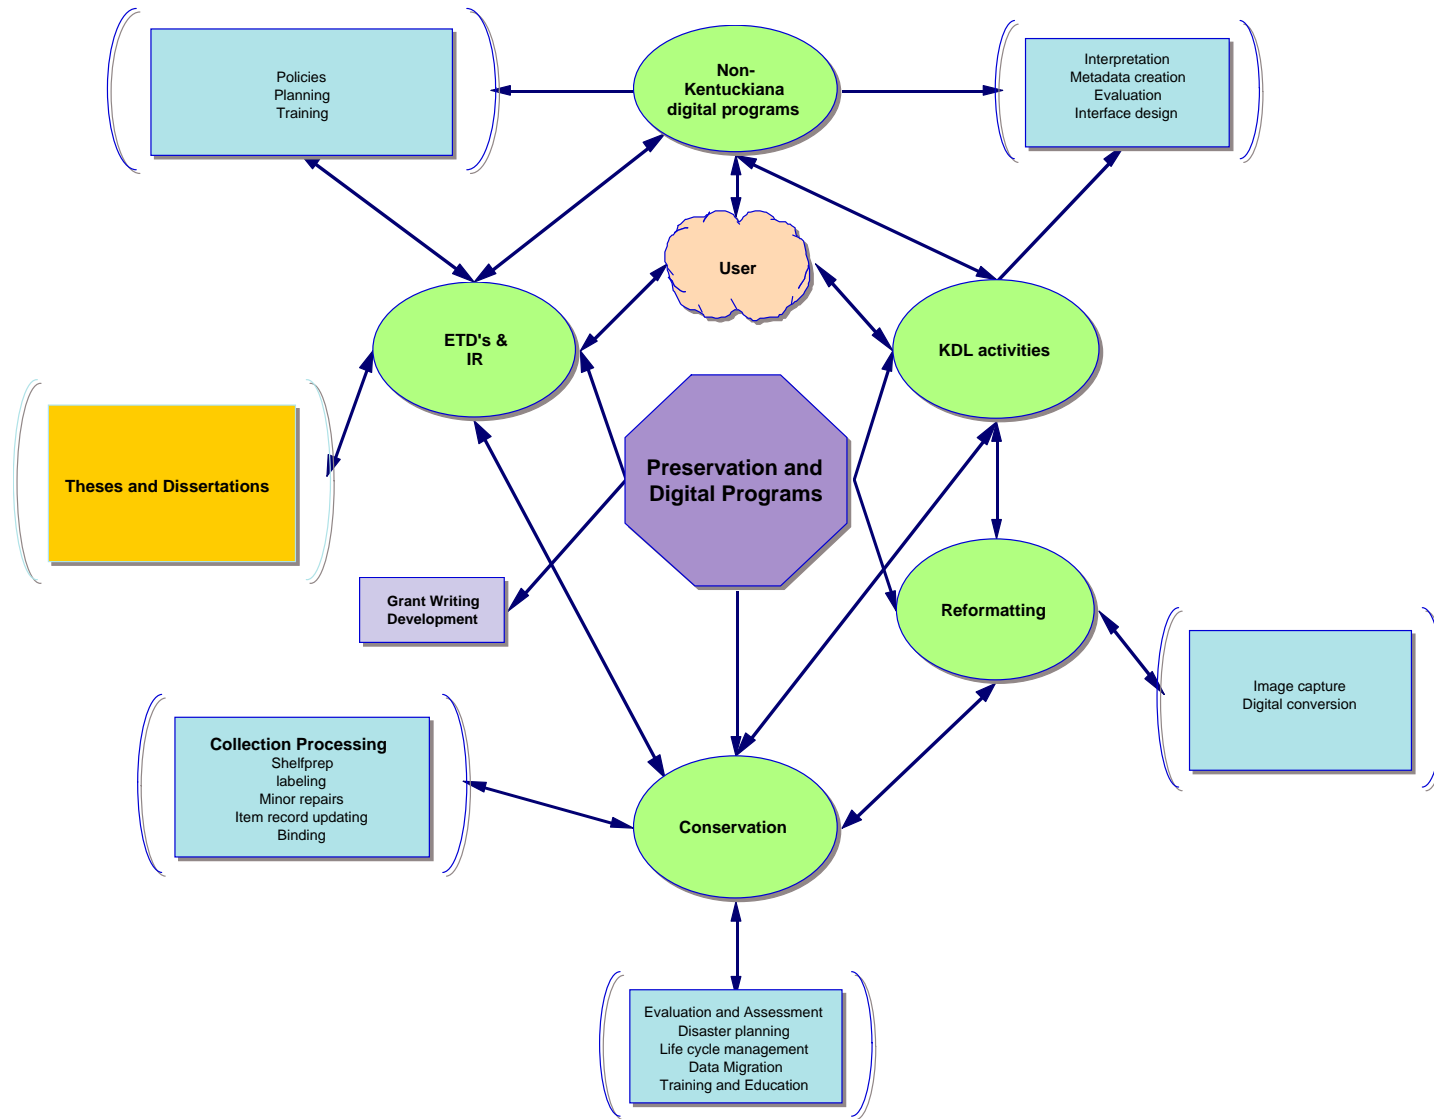 Policies
Planning
Training
Non-
Kentuckiana
digital programs
Interpretation
Metadata creation
Evaluation
Interface design
User
ETD's &
IR
KDL activities
Theses and Dissertations
Preservation and
Digital Programs
Grant Writing
Development
Reformatting
Image capture
Digital conversion
Collection Processing
Shelfprep
labeling
Minor repairs
Item record updating
Binding
Conservation
Evaluation and Assessment
Disaster planning
Life cycle management
Data Migration
Training and Education